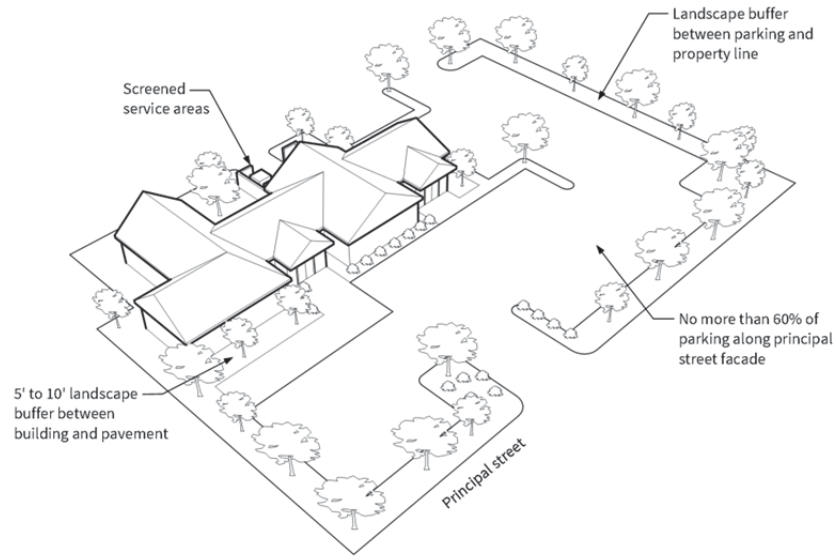 Landscape buffer
between parking and
property line
Screened
service areas
No more than 60% of
parking along principal
street facade
5' to 10' landscape
buffer between
building and pavement
Principal street